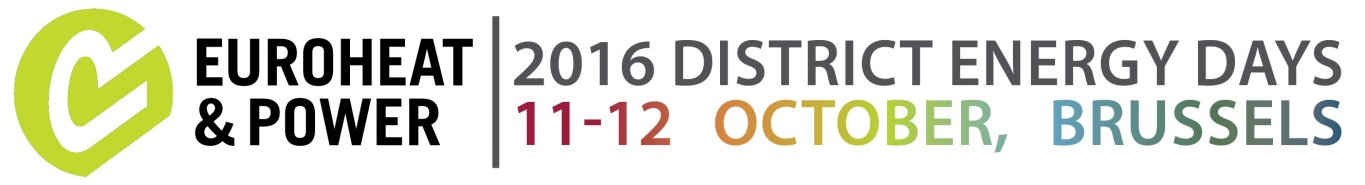 EUROHEAT
& POWER
2016 DISTRICT ENERGY DAYS
11-12 OCTOBER, BRUSSELS